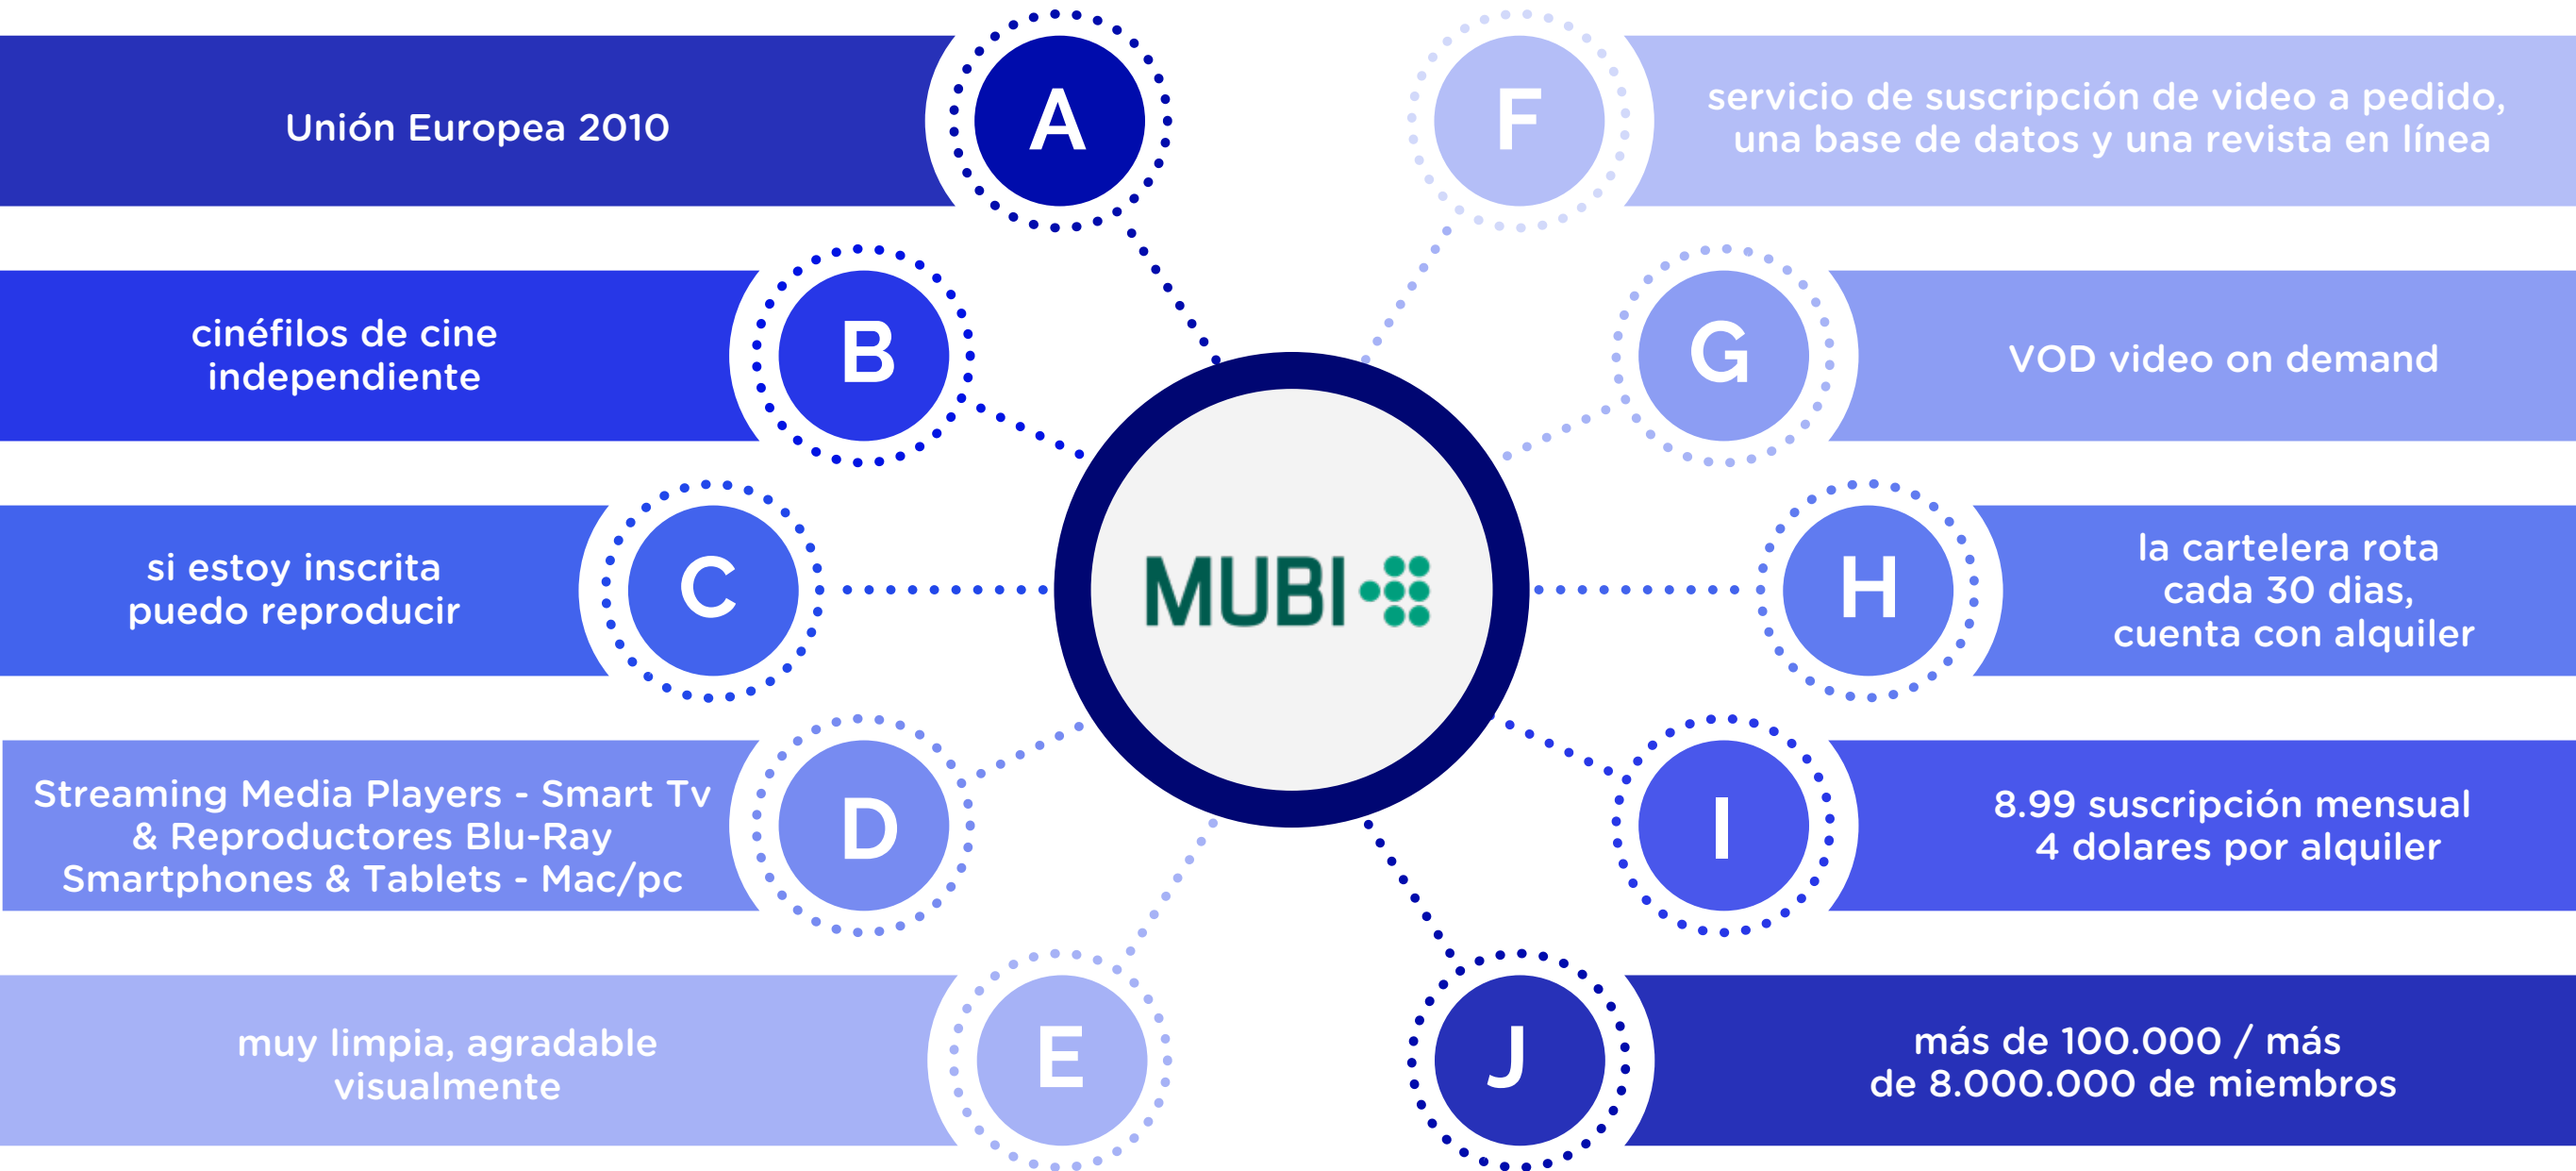 Unión Europea 2010
A
cinéfilos de cine
independiente
B
si estoy inscrita
puedo reproducir
C
Streaming Media Players - Smart Tv
& Reproductores Blu-Ray
Smartphones & Tablets - Mac/pc
D
muy limpia, agradable
visualmente
E
MUBI
F
servicio de suscripción de video a pedido,
una base de datos y una revista en línea
G
VOD video on demand
H
la cartelera rota
cada 30 dias,
cuenta con alquiler
I
8.99 suscripción mensual
4 dolares por alquiler
J
más de 100.000 / más
de 8.000.000 de miembros